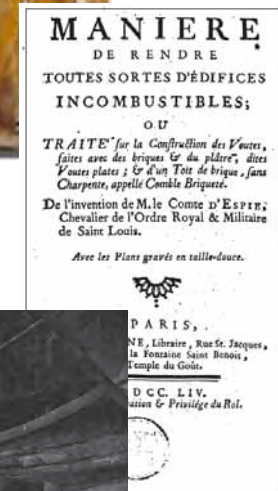 MANIERE
DE RENDRE
TOUTES SORTES D'ÉDIFICES
INCOMBUSTIBLES;
OU
TRAITÉ sur la Conſtruction des Voutes,
faites avec des briques & du plâtre, dites
Voutes plates ; & d'un Toit de brique, ſans
Charpente, appellé Comble Briqueté.
De l'invention de M. le Comte D'ESPIE,
Chevalier de l'Ordre Royal & Militaire
de Saint Louis.
Avec les Plans gravés en taille-douce.
PARIS,
NE, Libraire, Rue St. Jacques,
la Fontaine Saint Benoit,
Temple du Goût.
DCC. LIV.
& Privilége du Roi.